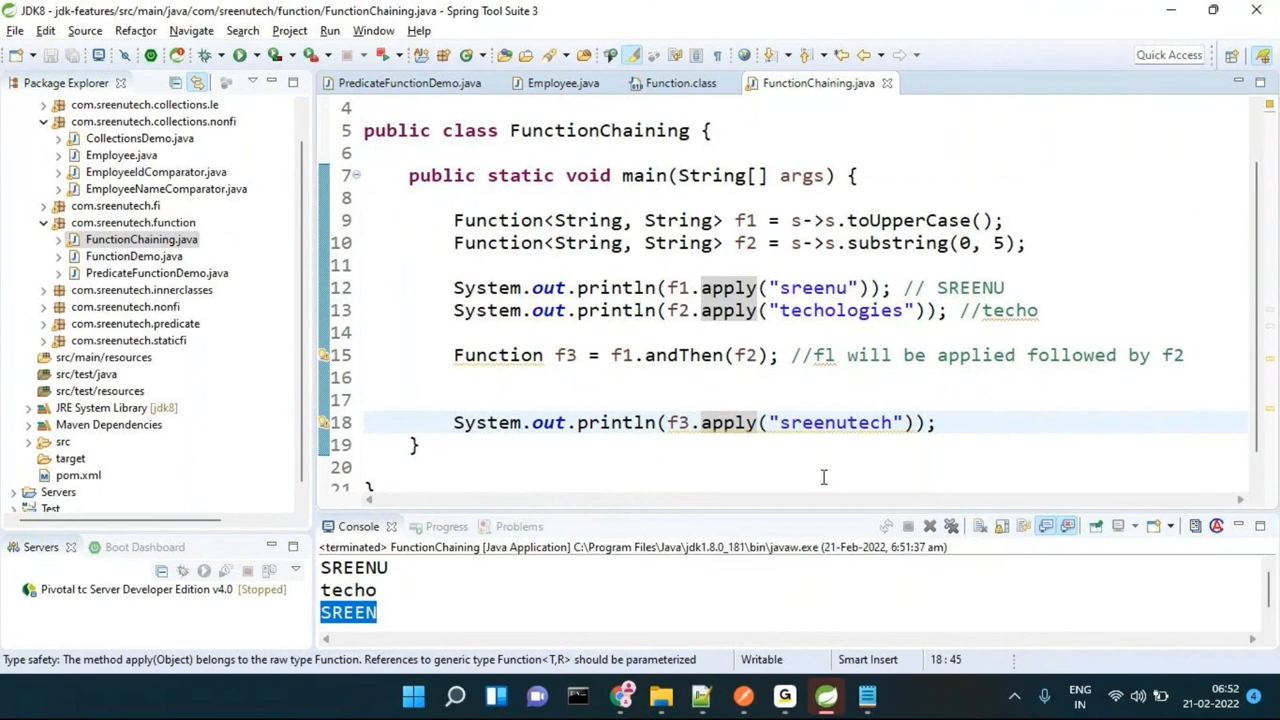 JDK8 - jdk-features/src/main/java/com/sreenutech/function/FunctionChaining.java - Spring Tool Suite 3
File Edit Source Refactor Navigate Search Project Run Window Help
Quick Access
Package Explorer
com.sreenutech.collections.le
com.sreenutech.collections.nonfi
CollectionsDemo.java
Employee.java
EmployeeIdComparator.java
EmployeeNameComparator.java
com.sreenutech.fi
com.sreenutech.function
FunctionChaining.java
FunctionDemo.java
PredicateFunctionDemo.java
com.sreenutech.innerclasses
com.sreenutech.nonfi
com.sreenutech.predicate
com.sreenutech.staticfi
src/main/resources
src/test/java
src/test/resources
JRE System Library [jdk8]
Maven Dependencies
src
target
pom.xml
Servers
Test
PredicateFunctionDemo.java Employee.java Function.class FunctionChaining.java
4
5 public class FunctionChaining {
6
7 public static void main(String[] args) {
8
9 Function<String, String> f1 = s->s.toUpperCase();
10 Function<String, String> f2 = s->s.substring(0, 5);
11
12 System.out.println(f1.apply("sreenu")); // SREENU
13 System.out.println(f2.apply("techologies")); //techo
14
15 Function f3 = f1.andThen(f2); //fl will be applied followed by f2
16
17
18 System.out.println(f3.apply("sreenutech"));
19 }
20
21 }
Servers Boot Dashboard
Pivotal tc Server Developer Edition v4.0 [Stopped]
Console Progress Problems
<terminated> FunctionChaining [Java Application] C:\Program Files\Java\jdk1.8.0_181\bin\javaw.exe (21-Feb-2022, 6:51:37 am)
SREENU
techo
SREEN
Type safety: The method apply(Object) belongs to the raw type Function. References to generic type Function<T,R> should be parameterized Writable Smart Insert 18 : 45
ENG
IN
06:52
21-02-2022
4